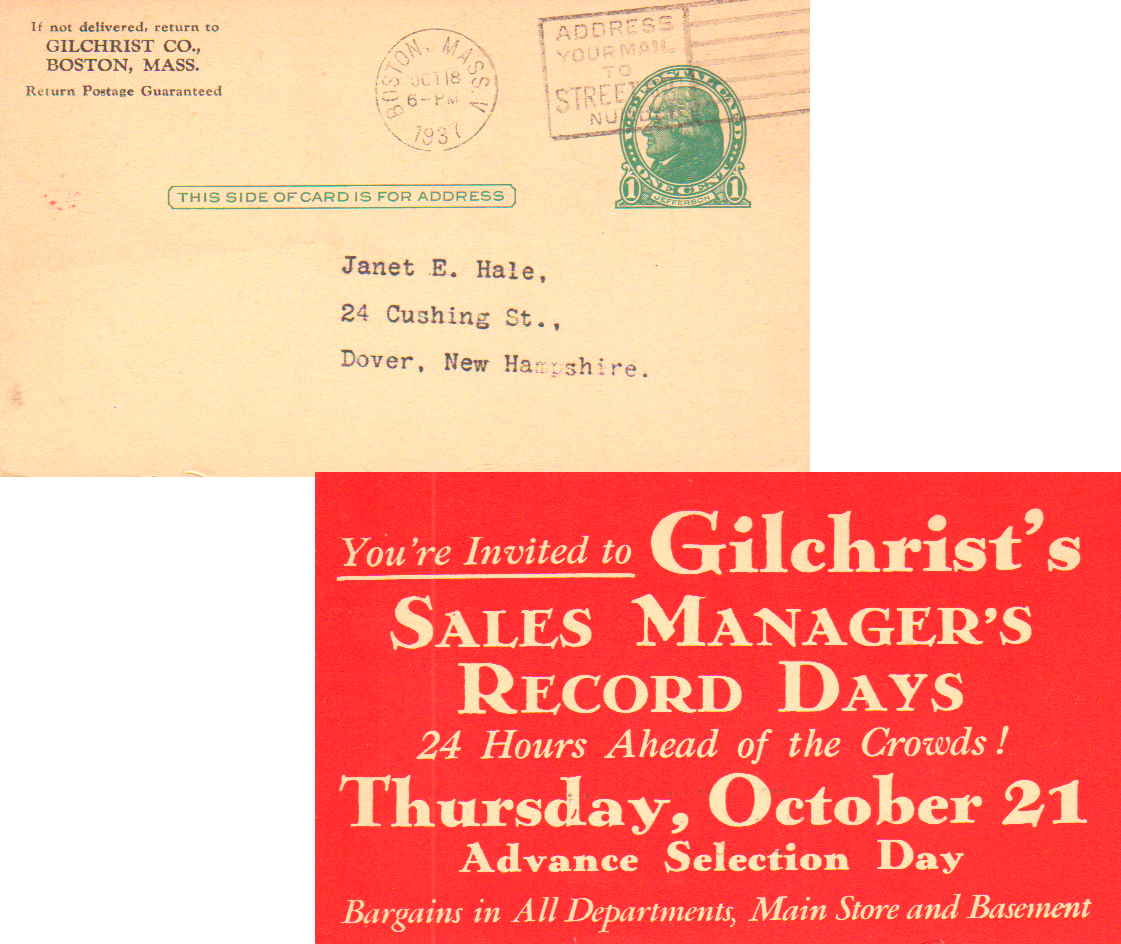 If not delivered, return to
GILCHRIST CO.,
BOSTON, MASS.
Return Postage Guaranteed
BOSTON, MASS. V
OCT 18
6-PM
1937
ADDRESS
YOUR MAIL
TO
STREET
U.S. POSTAL CARD
ONE CENT
1 1
JEFFERSON
THIS SIDE OF CARD IS FOR ADDRESS
Janet E. Hale,
24 Cushing St.,
Dover, New Hampshire.
You're Invited to Gilchrist's
SALES MANAGER'S
RECORD DAYS
24 Hours Ahead of the Crowds!
Thursday, October 21
Advance Selection Day
Bargains in All Departments, Main Store and Basement